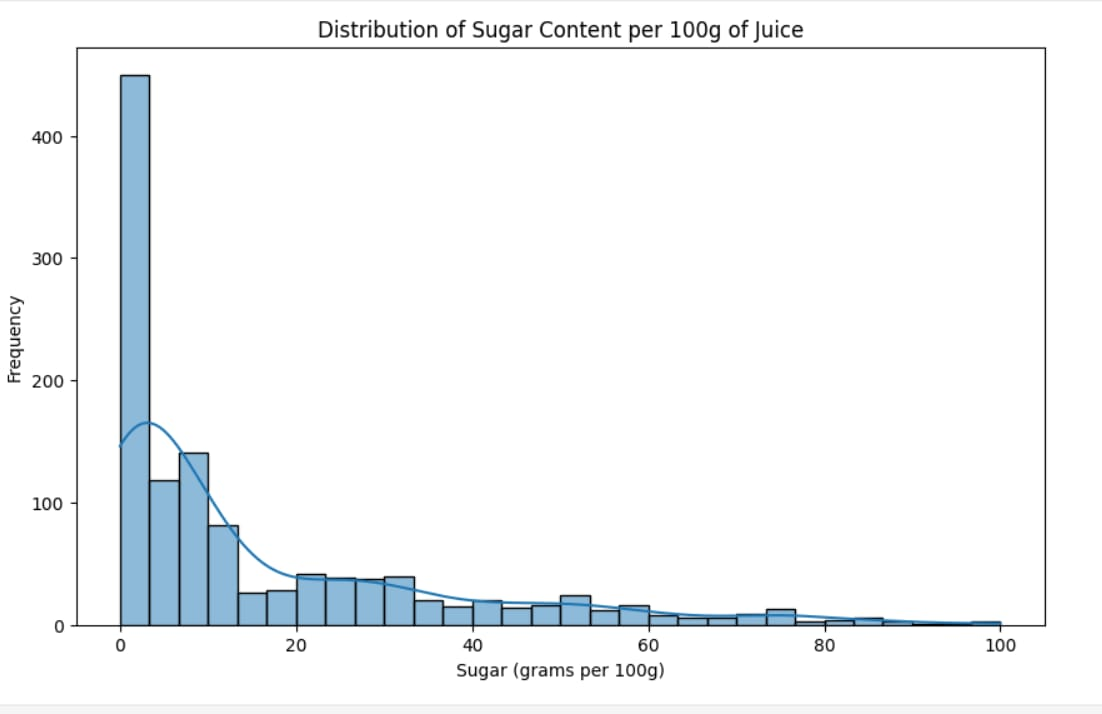 Distribution of Sugar Content per 100g of Juice
Frequency
400
300
200
100
0
0 20 40 60 80 100
Sugar (grams per 100g)